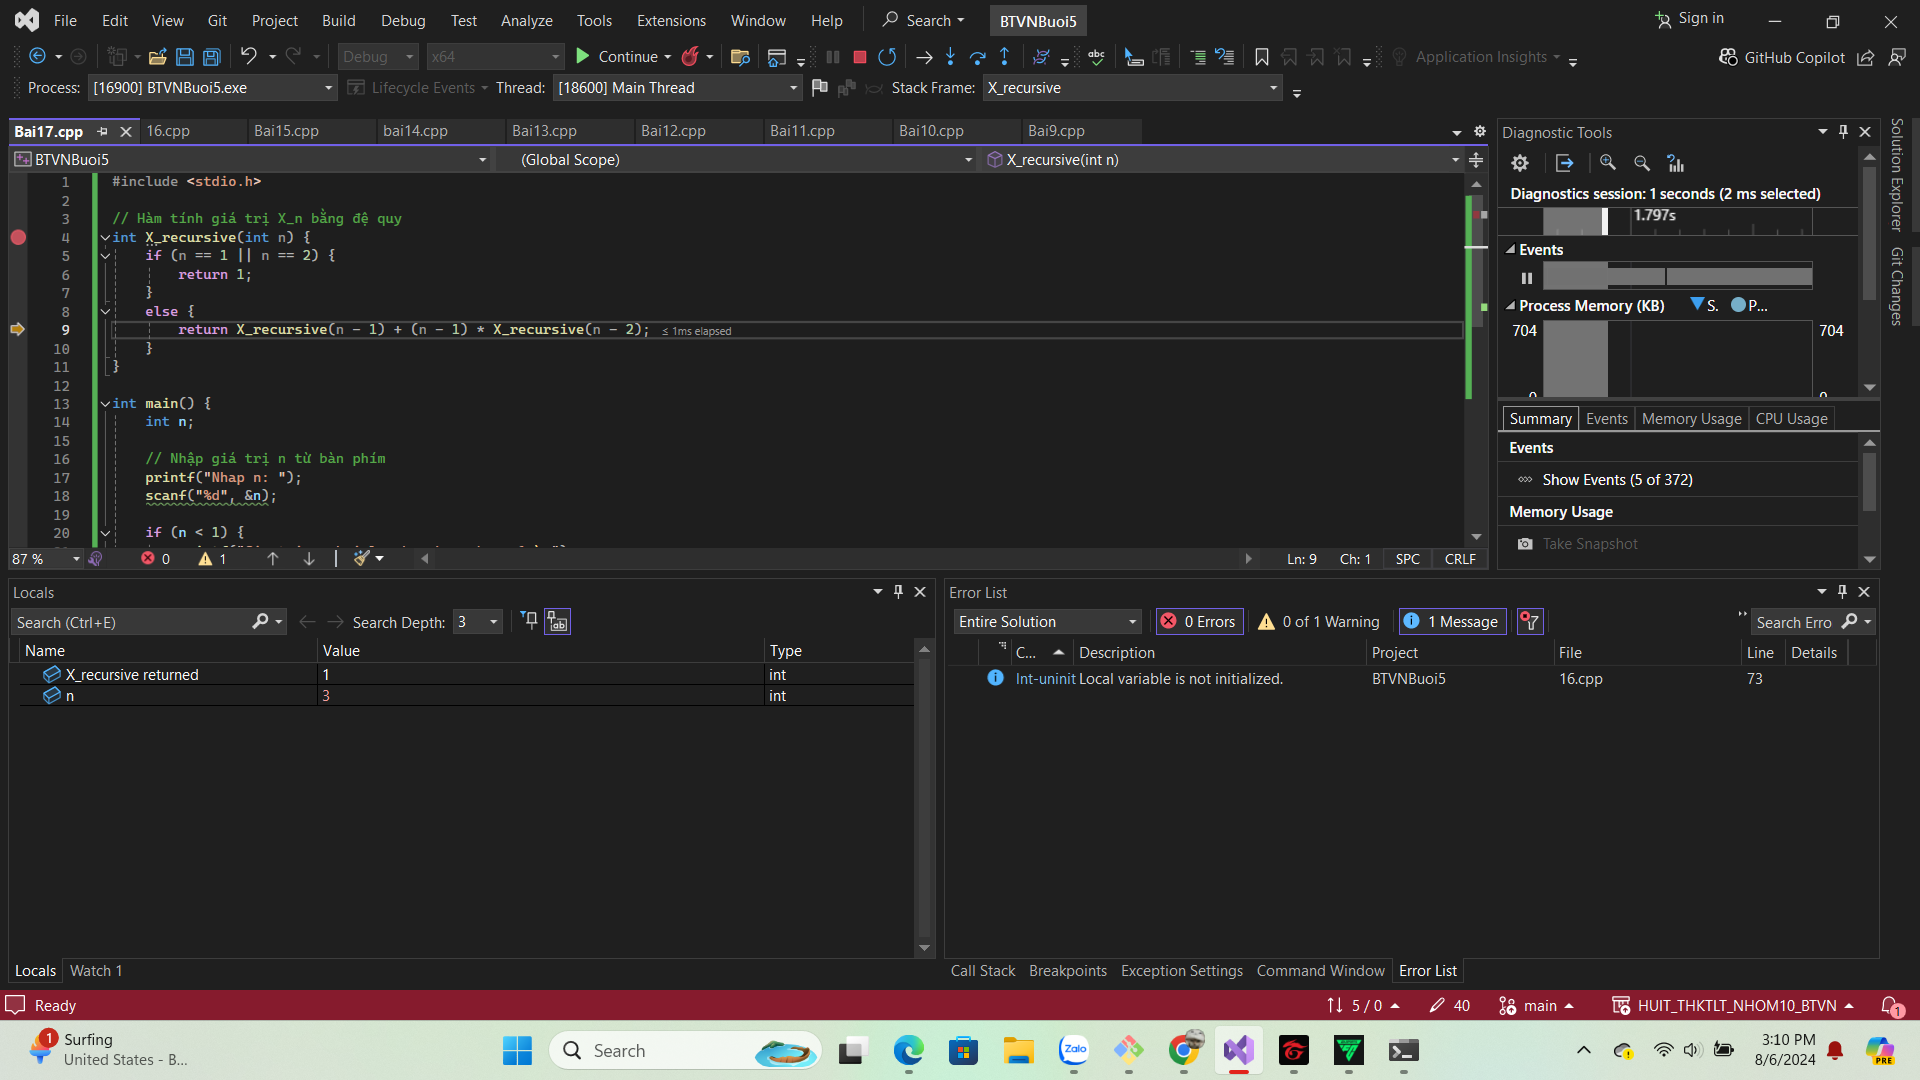 File Edit View Git Project Build Debug Test Analyze Tools Extensions Window Help Search BTVNBuoi5 Sign in
Debug x64 Continue Application Insights GitHub Copilot
Process: [16900] BTVNBuoi5.exe Lifecycle Events Thread: [18600] Main Thread Stack Frame: X_recursive
Bai17.cpp 16.cpp Bai15.cpp bai14.cpp Bai13.cpp Bai12.cpp Bai11.cpp Bai10.cpp Bai9.cpp
BTVNBuoi5 (Global Scope) X_recursive(int n)
1 #include <stdio.h>
2
3 // Hàm tính giá trị X_n bằng đệ quy
4 int X_recursive(int n) {
5 if (n == 1 || n == 2) {
6 return 1;
7 }
8 else {
9 return X_recursive(n - 1) + (n - 1) * X_recursive(n - 2); ≤ 1ms elapsed
10 }
11 }
12
13 int main() {
14 int n;
15
16 // Nhập giá trị n từ bàn phím
17 printf("Nhap n: ");
18 scanf("%d", &n);
19
20 if (n < 1) {
87 % 0 1 Ln: 9 Ch: 1 SPC CRLF
Diagnostic Tools
Diagnostics session: 1 seconds (2 ms selected)
1.797s
Events
Process Memory (KB) S. P...
704 704
0 0
Summary Events Memory Usage CPU Usage
Events
Show Events (5 of 372)
Memory Usage
Take Snapshot
Solution Explorer
Git Changes
Locals
Search (Ctrl+E) Search Depth: 3
Name Value Type
X_recursive returned 1 int
n 3 int
Locals Watch 1
Error List
Entire Solution 0 Errors 0 of 1 Warning 1 Message Search Erro
C... Description Project File Line Details
Int-uninit Local variable is not initialized. BTVNBuoi5 16.cpp 73
Call Stack Breakpoints Exception Settings Command Window Error List
Ready 5 / 0 40 main HUIT_THKTLT_NHOM10_BTVN 1
1 Surfing
United States - B...
Search
Zalo
3:10 PM
8/6/2024
PRE